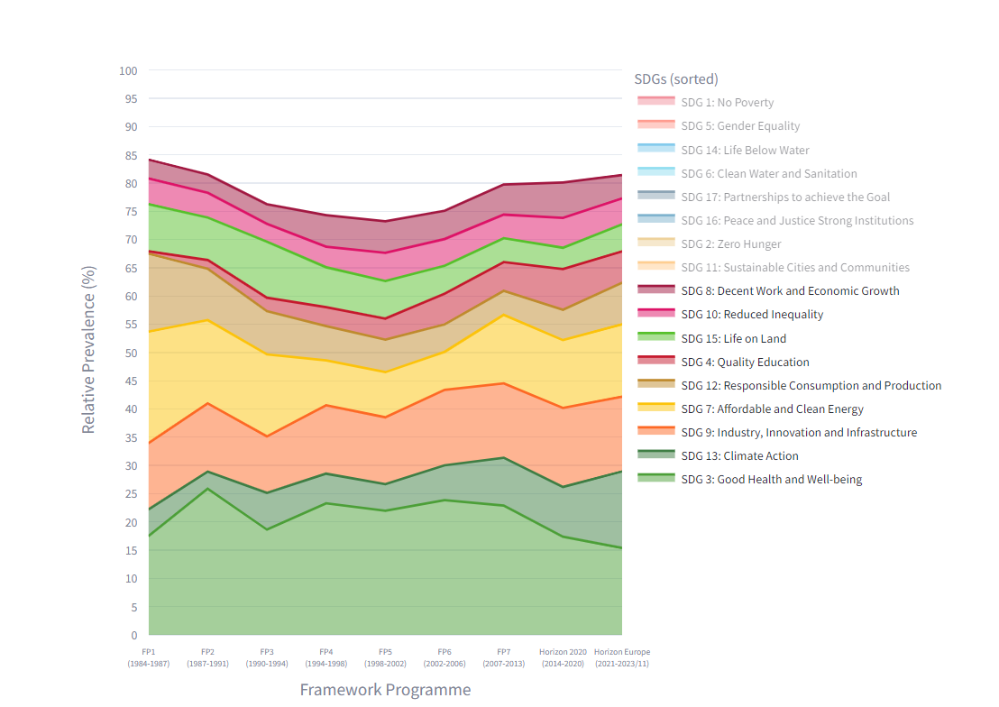 SDGs (sorted)
SDG 1: No Poverty
SDG 5: Gender Equality
SDG 14: Life Below Water
SDG 6: Clean Water and Sanitation
SDG 17: Partnerships to achieve the Goal
SDG 16: Peace and Justice Strong Institutions
SDG 2: Zero Hunger
SDG 11: Sustainable Cities and Communities
SDG 8: Decent Work and Economic Growth
SDG 10: Reduced Inequality
SDG 15: Life on Land
SDG 4: Quality Education
SDG 12: Responsible Consumption and Production
SDG 7: Affordable and Clean Energy
SDG 9: Industry, Innovation and Infrastructure
SDG 13: Climate Action
SDG 3: Good Health and Well-being
Relative Prevalence (%)
100
95
90
85
80
75
70
65
60
55
50
45
40
35
30
25
20
15
10
5
0
FP1 FP2 FP3 FP4 FP5 FP6 FP7 Horizon 2020 Horizon Europe
(1984-1987) (1987-1991) (1990-1994) (1994-1998) (1998-2002) (2002-2006) (2007-2013) (2014-2020) (2021-2023/11)
Framework Programme